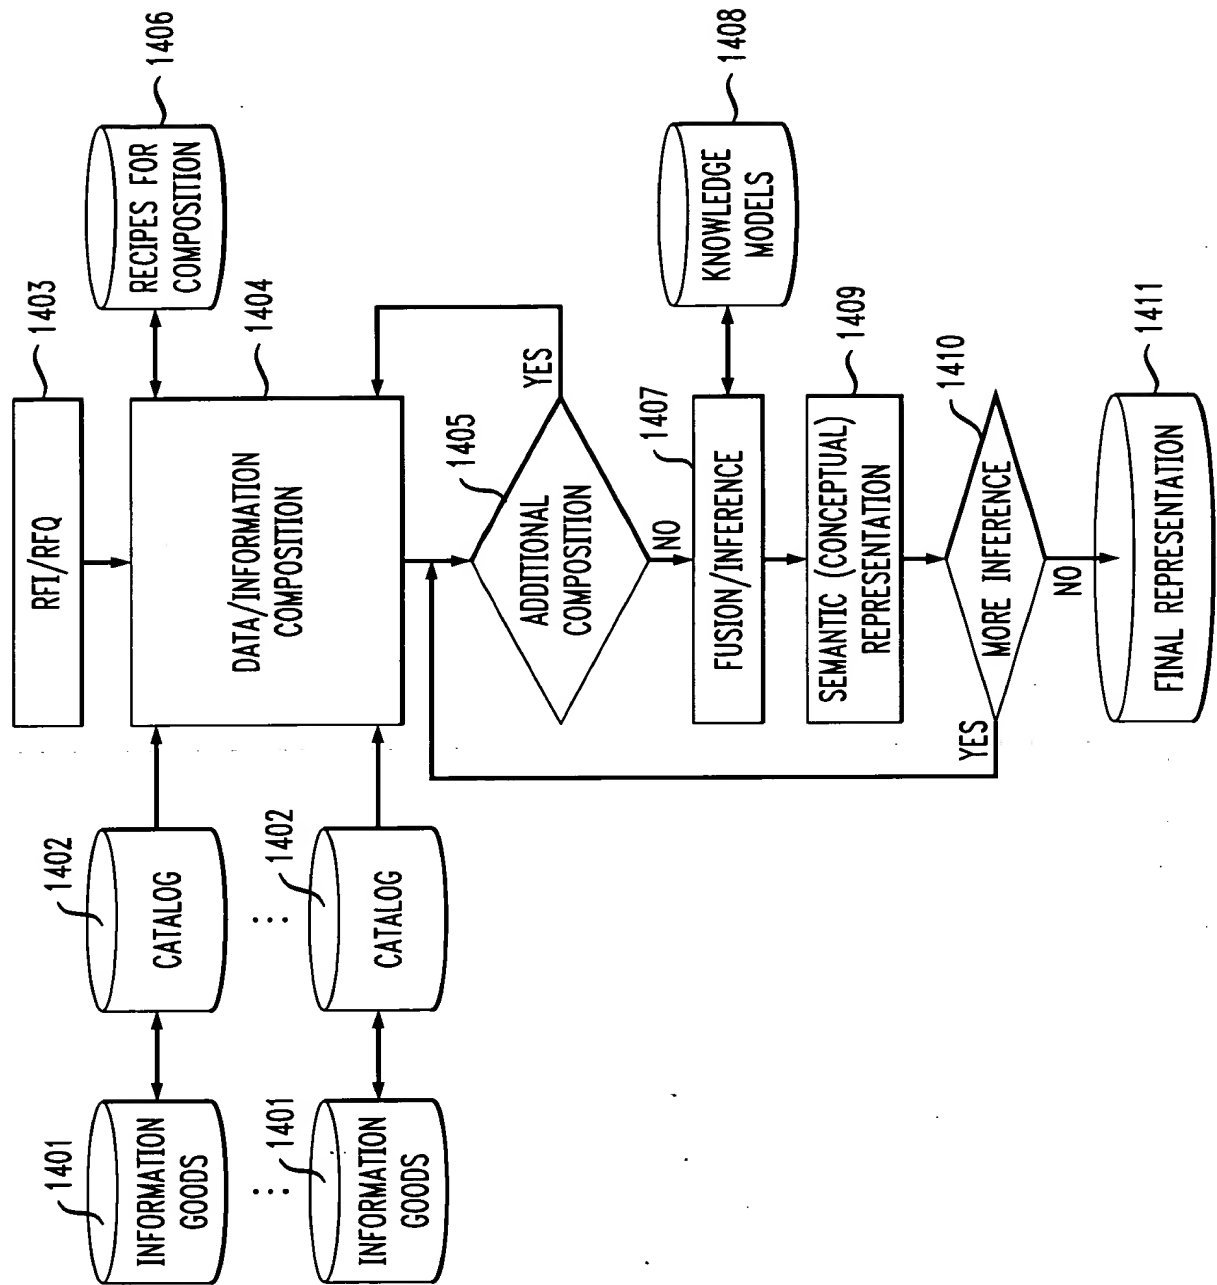 1403
RFI/RFQ
1406
RECIPES FOR
COMPOSITION
1404
DATA/INFORMATION
COMPOSITION
1402
CATALOG
1401
INFORMATION
GOODS
1402
CATALOG
1401
INFORMATION
GOODS
1405
ADDITIONAL
COMPOSITION
YES
NO
1407
FUSION/INFERENCE
1408
KNOWLEDGE
MODELS
1409
SEMANTIC (CONCEPTUAL)
REPRESENTATION
1410
MORE INFERENCE
YES
NO
1411
FINAL REPRESENTATION